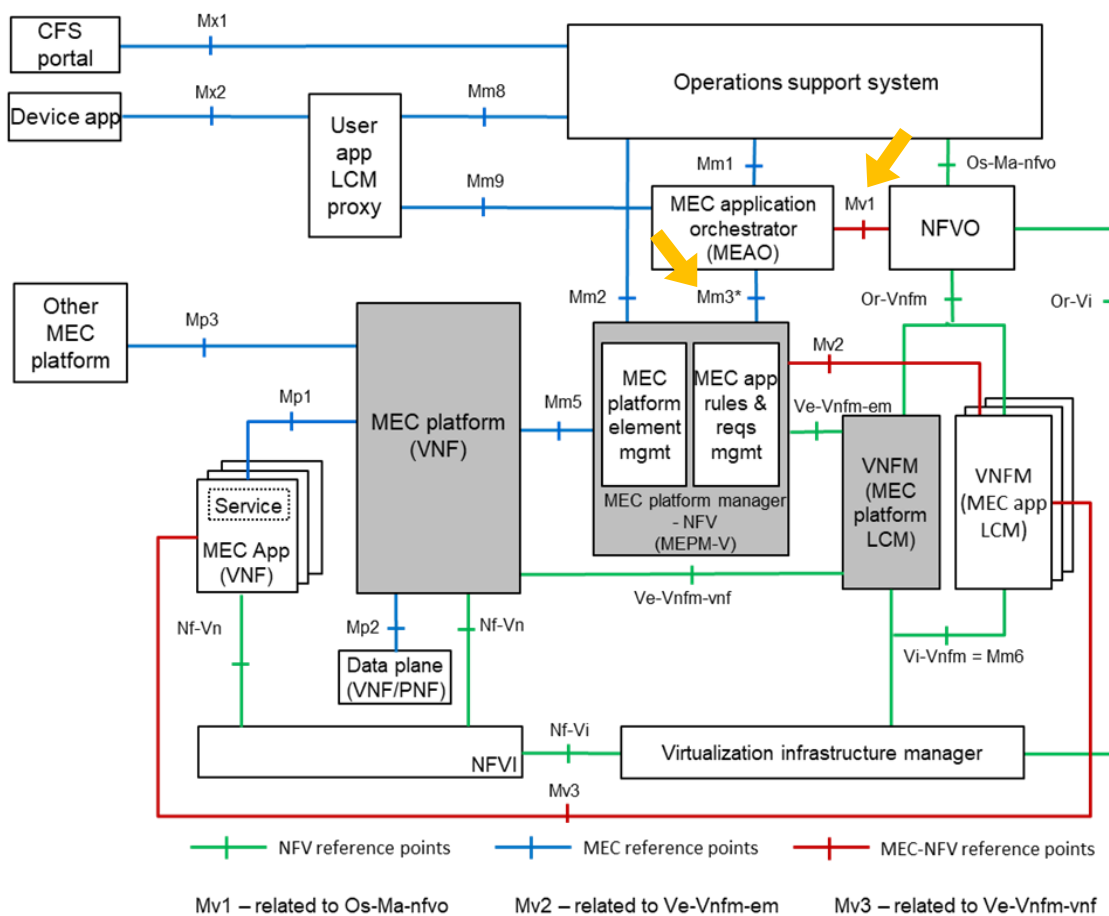 CFS
portal
Mx1
Operations support system
Device app
Mx2
User
app
LCM
proxy
Mm8
Mm9
Mm1
Os-Ma-nfvo
MEC application
orchestrator
(MEAO)
Mv1
NFVO
Other
MEC
platform
Mp3
Mm2
Mm3*
Or-Vnfm
Or-Vi
MEC platform
(VNF)
Mp1
Mm5
MEC
platform
element
mgmt
MEC app
rules &
reqs
mgmt
MEC platform manager
- NFV
(MEPM-V)
Mv2
Ve-Vnfm-em
VNFM
(MEC
platform
LCM)
VNFM
(MEC app
LCM)
Service
MEC App
(VNF)
Ve-Vnfm-vnf
Nf-Vn
Mp2
Nf-Vn
Vi-Vnfm = Mm6
Data plane
(VNF/PNF)
NFVI
Nf-Vi
Virtualization infrastructure manager
Mv3
NFV reference points
MEC reference points
MEC-NFV reference points
Mv1 – related to Os-Ma-nfvo
Mv2 – related to Ve-Vnfm-em
Mv3 – related to Ve-Vnfm-vnf